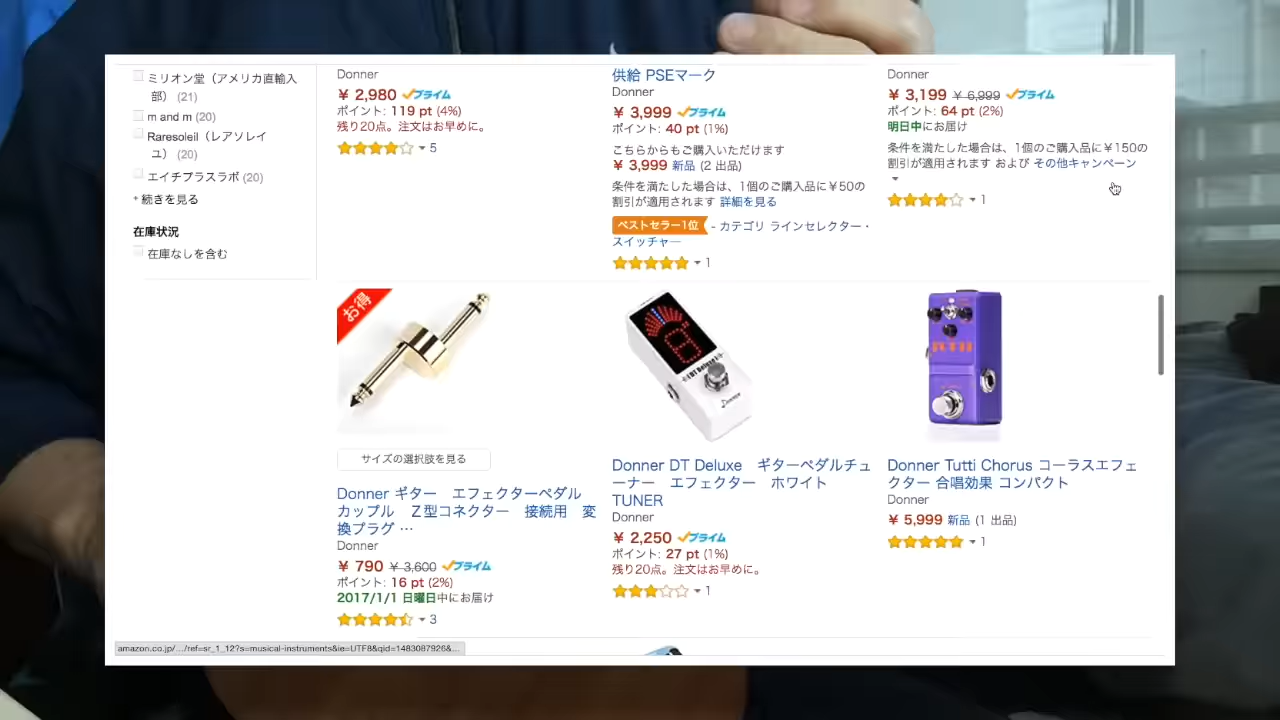 ミリオン堂（アメリカ直輸入
部） (21)
m and m (20)
Raresoleil（レアソレイ
ユ） (20)
エイチプラスラボ (20)
続きを見る
在庫状況
在庫なしを含む
Donner
¥ 2,980 プライム
ポイント: 119 pt (4%)
残り20点。注文はお早めに。
5
供給 PSEマーク
Donner
¥ 3,999 プライム
ポイント: 40 pt (1%)
こちらからもご購入いただけます
¥ 3,999 新品 (2 出品)
条件を満たした場合は、1個のご購入品に¥50の
割引が適用されます 詳細を見る
ベストセラー1位 - カテゴリ ラインセレクター・
スイッチャー
1
Donner
¥ 3,199 ¥ 6,999 プライム
ポイント: 64 pt (2%)
明日中にお届け
条件を満たした場合は、1個のご購入品に¥150の
割引が適用されます および その他キャンペーン
1
お得
サイズの選択肢を見る
Donner ギター　エフェクターペダル
カップル　Z型コネクター　接続用　変
換プラグ …
Donner
¥ 790 ¥ 3,600 プライム
ポイント: 16 pt (2%)
2017/1/1 日曜日中にお届け
3
DT Deluxe
Donner
Donner DT Deluxe　ギターペダルチュ
ーナー　エフェクター　ホワイト
TUNER
Donner
¥ 2,250 プライム
ポイント: 27 pt (1%)
残り20点。注文はお早めに。
1
Donner Tutti Chorus コーラスエフェ
クター 合唱効果 コンパクト
Donner
¥ 5,999 新品 (1 出品)
1
amazon.co.jp/.../ref=sr_1_12?s=musical-instruments&ie=UTF8&qid=1483087926&...